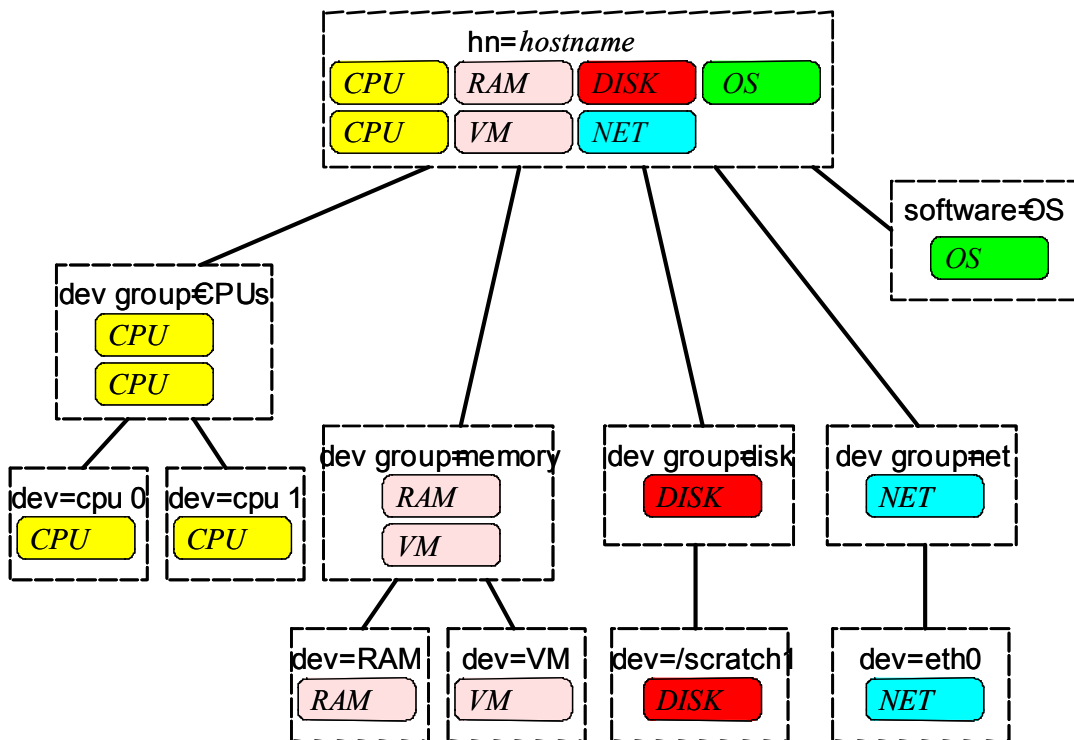 hn=hostname
CPU RAM DISK OS
CPU VM NET
software=OS
OS
dev group=CPUs
CPU
CPU
dev=cpu 0 dev=cpu 1
CPU CPU
dev group=memory dev group=disk dev group=net
RAM DISK NET
VM
dev=RAM dev=VM dev=/scratch1 dev=eth0
RAM VM DISK NET